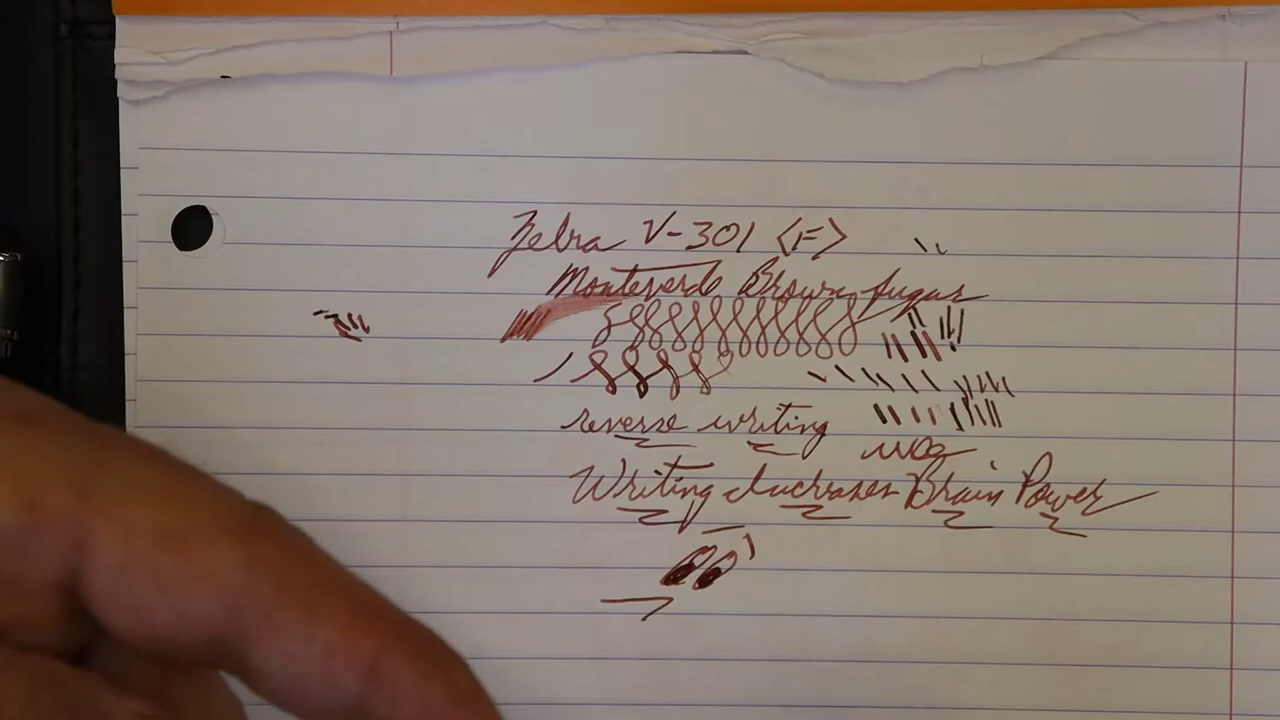 Zebra V-301 <F>
Monteverde Brown Sugar
reverse writing
Writing Increases Brain Power